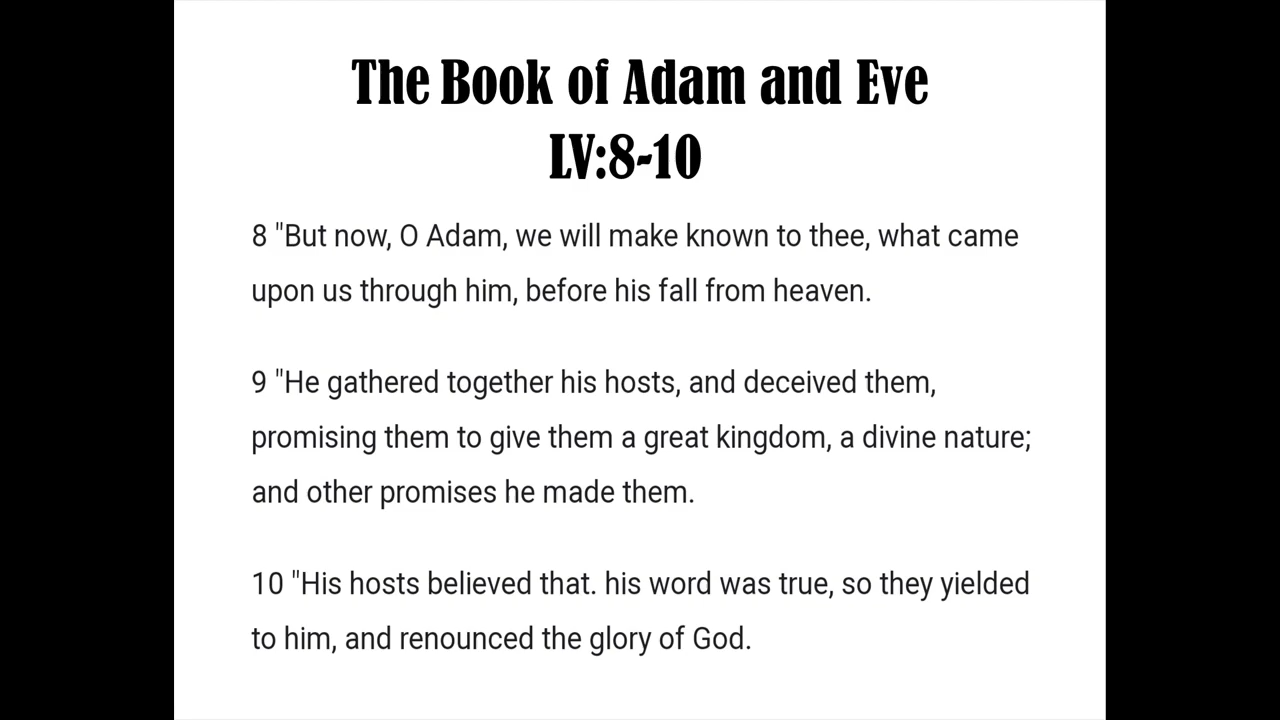 The Book of Adam and Eve
LV:8-10
8 "But now, O Adam, we will make known to thee, what came
upon us through him, before his fall from heaven.
9 "He gathered together his hosts, and deceived them,
promising them to give them a great kingdom, a divine nature;
and other promises he made them.
10 "His hosts believed that. his word was true, so they yielded
to him, and renounced the glory of God.